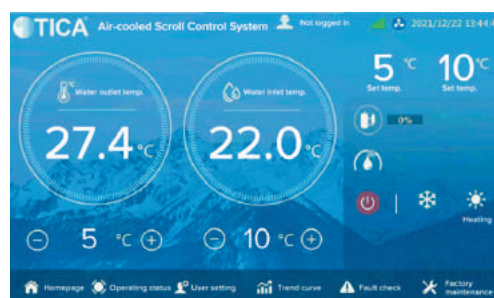 TICA Air-cooled Scroll Control System Not logged in 2021/12/22 13:44:4
5 °C 10°C
Set temp. Set temp.
°C
Water outlet temp. Water inlet temp.
27.4 °C 22.0 °C
0%
5 °C 10 °C
Heating
Homepage Operating status User setting Trend curve Fault check Factory maintenance